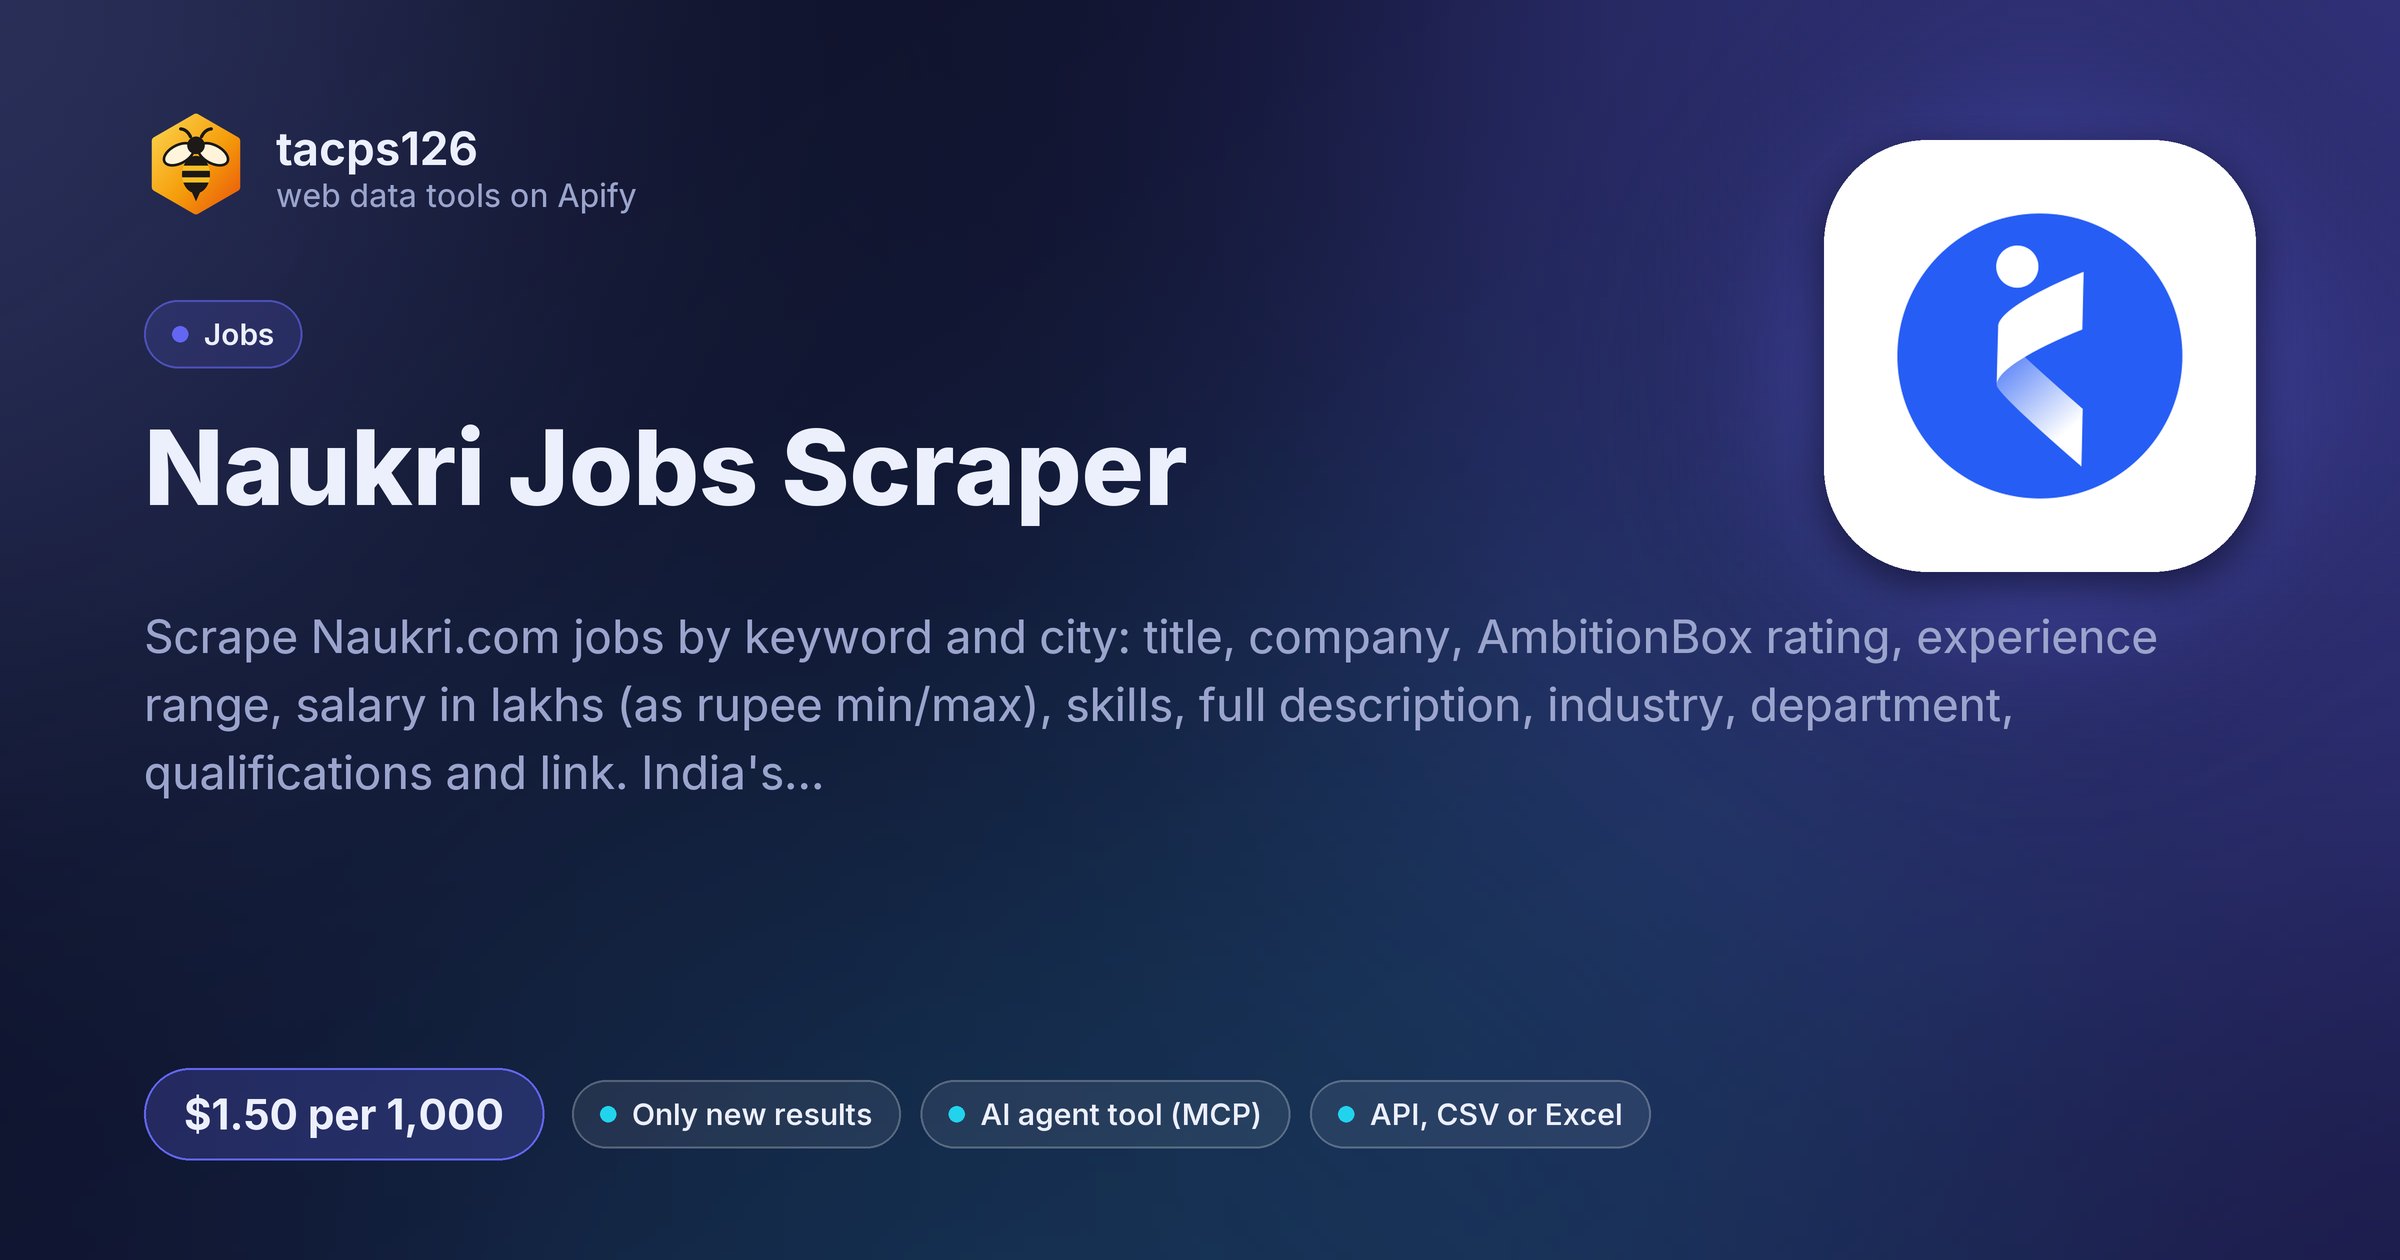 tacps126
web data tools on Apify
Jobs
Naukri Jobs Scraper
Scrape Naukri.com jobs by keyword and city: title, company, AmbitionBox rating, experience
range, salary in lakhs (as rupee min/max), skills, full description, industry, department,
qualifications and link. India's...
$1.50 per 1,000
Only new results
AI agent tool (MCP)
API, CSV or Excel